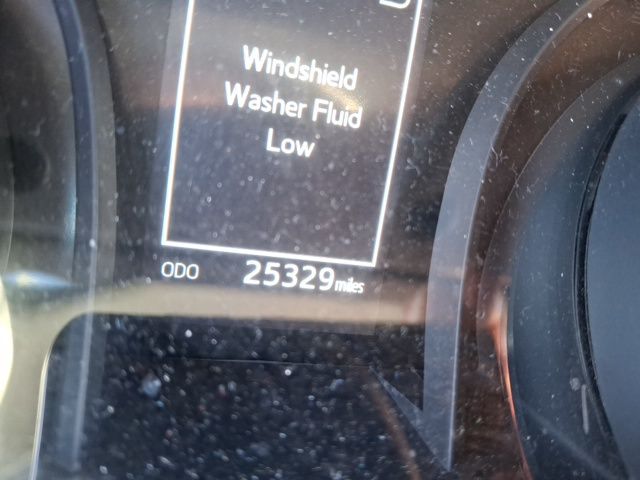 Windshield
Washer Fluid
Low
ODO 25329 miles